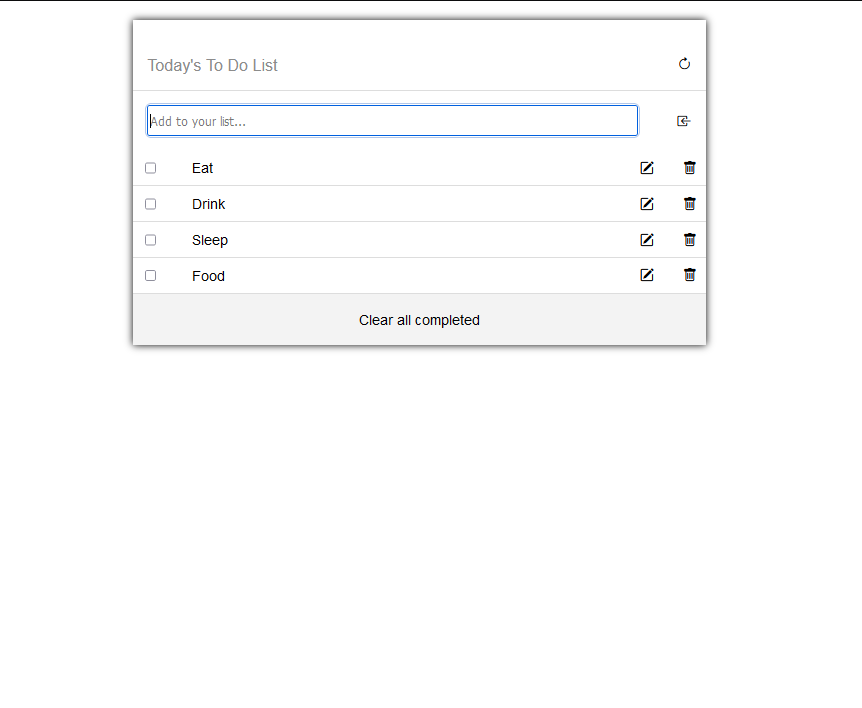 Today's To Do List
Add to your list...
Eat
Drink
Sleep
Food
Clear all completed